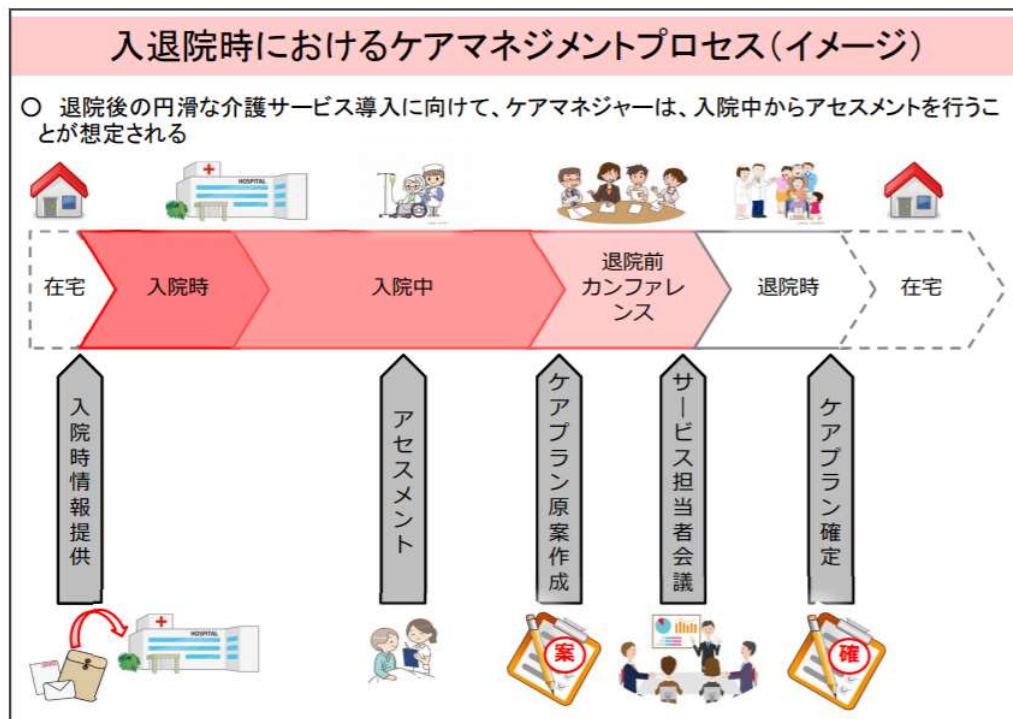 入退院時におけるケアマネジメントプロセス（イメージ）
○　退院後の円滑な介護サービス導入に向けて、ケアマネジャーは、入院中からアセスメントを行うこ
とが想定される
HOSPITAL
在宅
入院時
入院中
退院前
カンファレ
ンス
退院時
在宅
入院時情報提供
アセスメント
ケアプラン原案作成
サービス担当者会議
ケアプラン確定
HOSPITAL
案
確